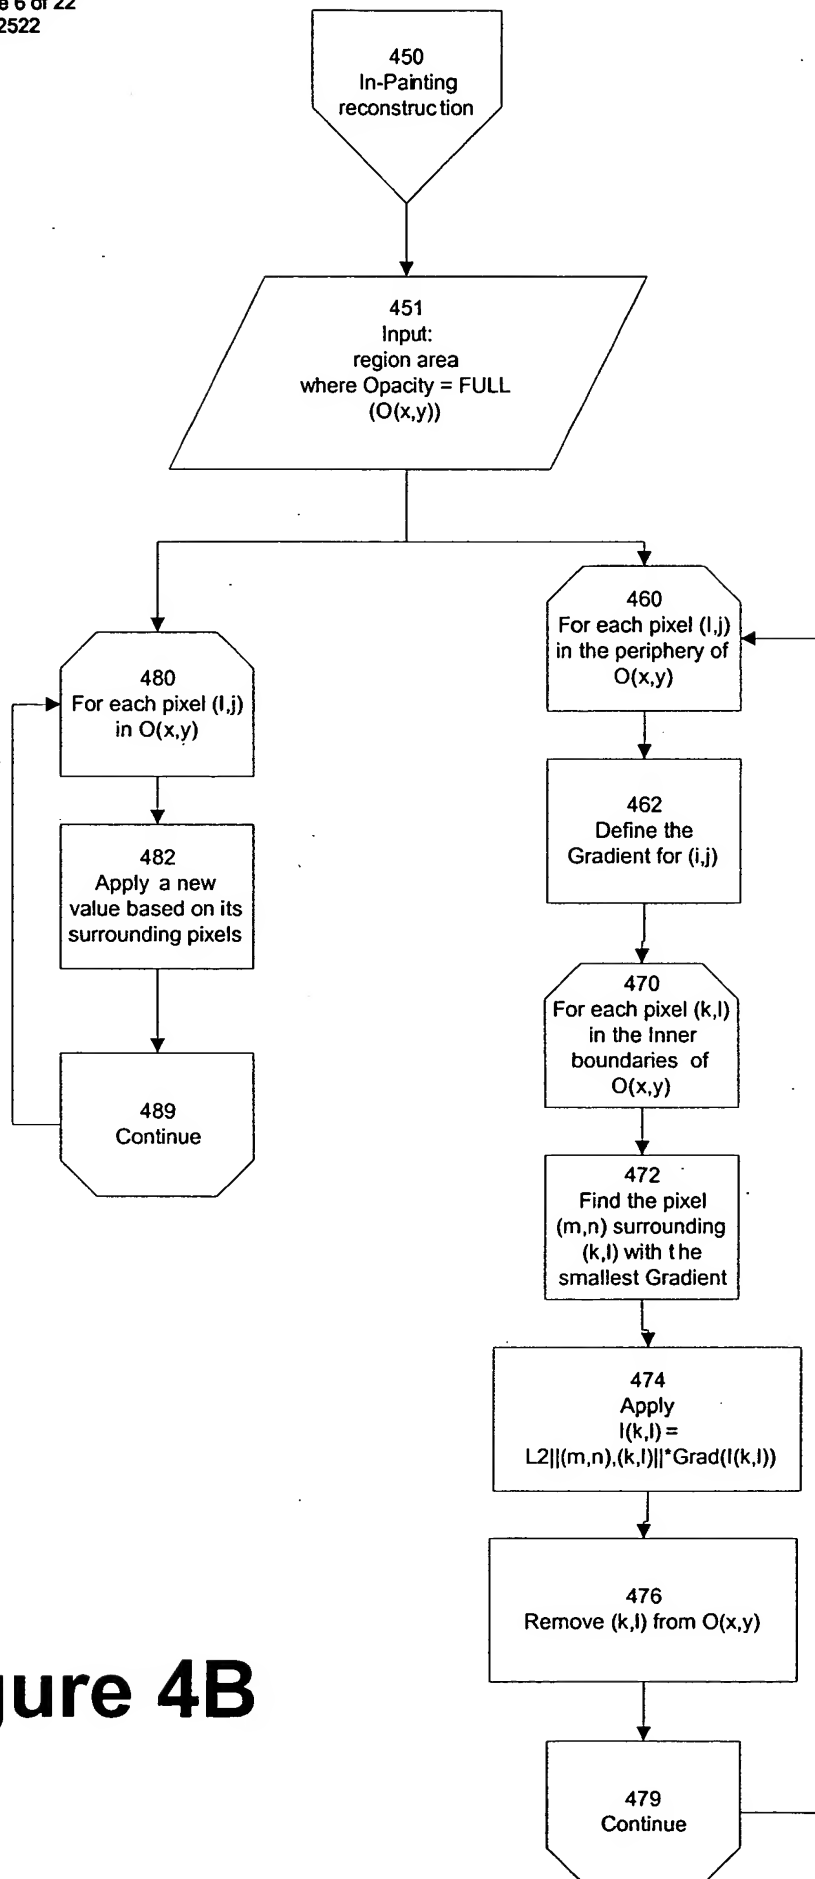 6 of 22
2522
450
In-Painting
reconstruction
451
Input:
region area
where Opacity = FULL
(O(x,y))
480
For each pixel (I,j)
in O(x,y)
482
Apply a new
value based on its
surrounding pixels
489
Continue
460
For each pixel (I,j)
in the periphery of
O(x,y)
462
Define the
Gradient for (i,j)
470
For each pixel (k,l)
in the Inner
boundaries of
O(x,y)
472
Find the pixel
(m,n) surrounding
(k,l) with the
smallest Gradient
474
Apply
I(k,l) =
L2||(m,n),(k,l)||*Grad(I(k,l))
476
Remove (k,l) from O(x,y)
479
Continue
gure 4B